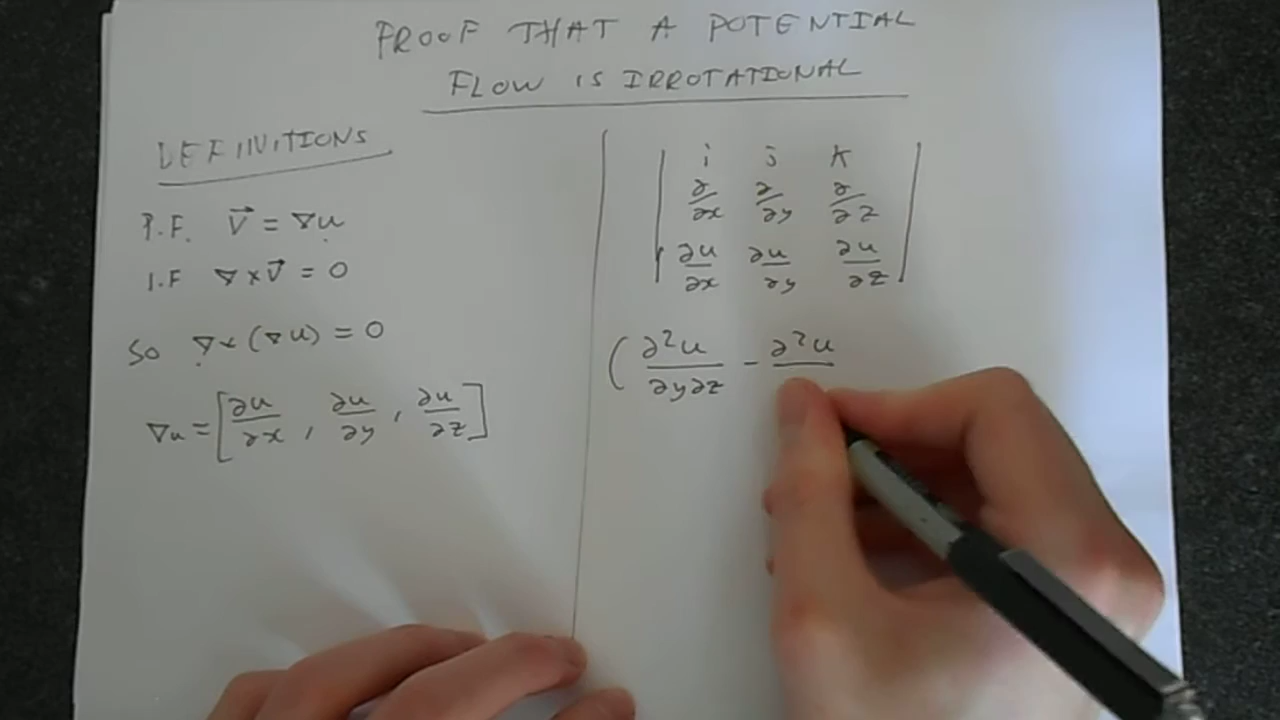 PROOF THAT A POTENTIAL
FLOW IS IRROTATIONAL
DEFINITIONS
P.F. V⃗ = ∇u
I.F ∇×V⃗ = 0
So ∇×(∇u) = 0
∇u = [∂u/∂x, ∂u/∂y, ∂u/∂z]
| i j k |
| ∂/∂x ∂/∂y ∂/∂z |
| ∂u/∂x ∂u/∂y ∂u/∂z |
(∂²u/∂y∂z - ∂²u/